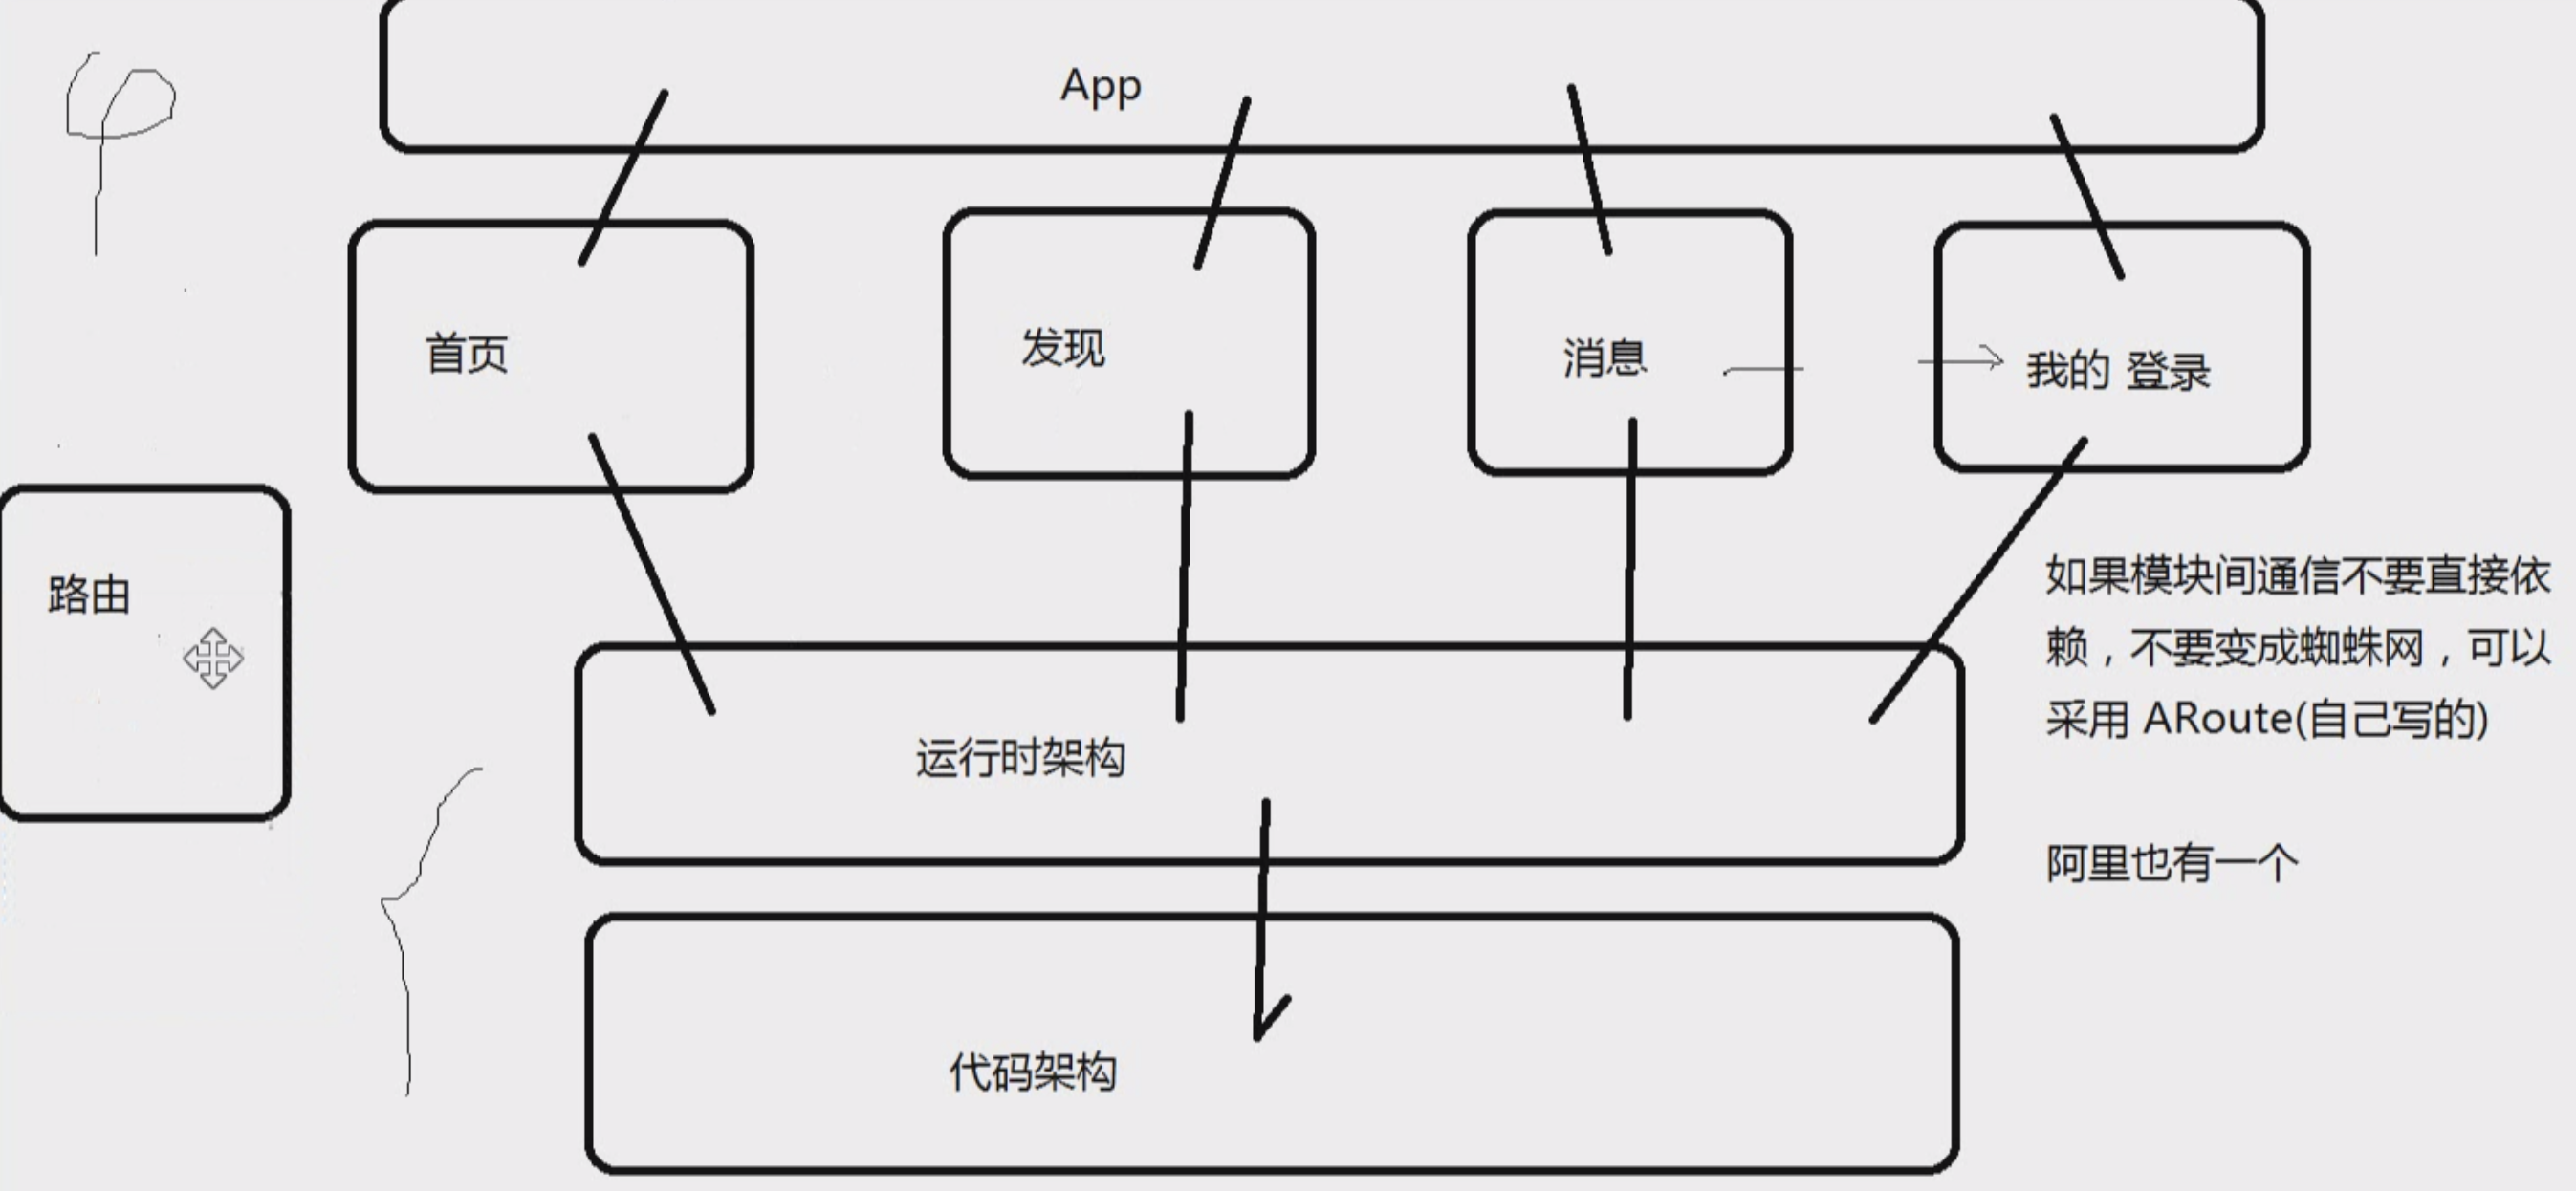 App
首页
发现
消息
我的 登录
路由
如果模块间通信不要直接依
赖，不要变成蜘蛛网，可以
采用 ARoute(自己写的)
运行时架构
阿里也有一个
代码架构